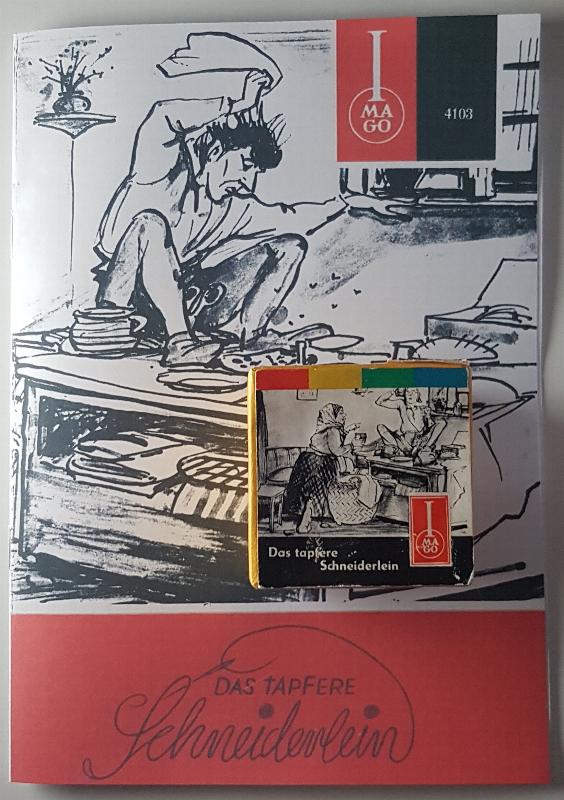 I
MA
GO
4103
Das tapfere
Schneiderlein
I
MA
GO
DAS TAPFERE
Schneiderlein